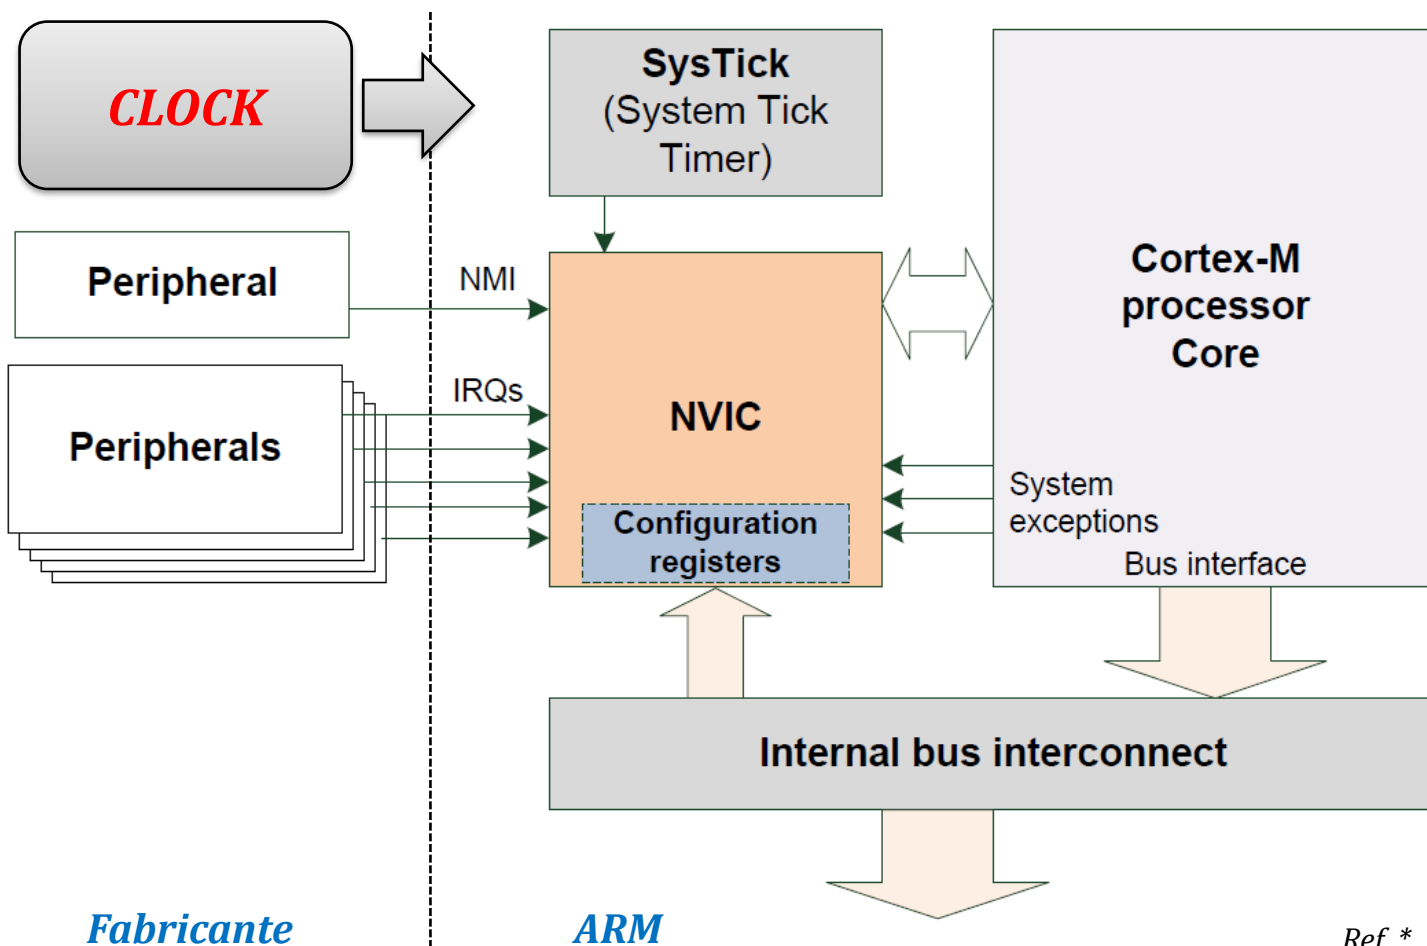 CLOCK
SysTick
(System Tick
Timer)
Peripheral
NMI
Cortex-M
processor
Core
Peripherals
IRQs
NVIC
System
exceptions
Configuration
registers
Bus interface
Internal bus interconnect
Fabricante
ARM
Ref. *